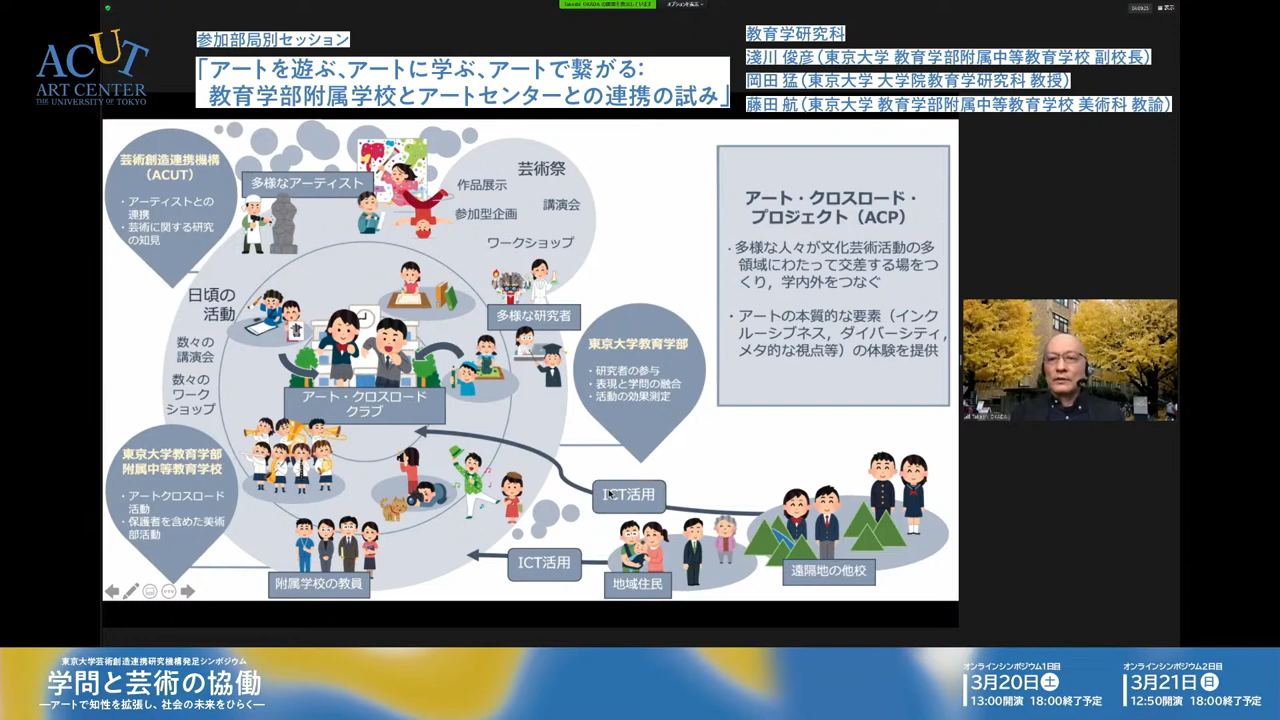 Takeshi OKADA の画面を表示しています
オプションを表示
表示
ACUT
ART CENTER
THE UNIVERSITY OF TOKYO
参加部局別セッション
「アートを遊ぶ、アートに学ぶ、アートで繋がる:
教育学部附属学校とアートセンターとの連携の試み」
教育学研究科
淺川 俊彦(東京大学 教育学部附属中等教育学校 副校長)
岡田 猛(東京大学 大学院教育学研究科 教授)
藤田 航(東京大学 教育学部附属中等教育学校 美術科 教諭)
芸術創造連携機構
(ACUT)
・アーティストとの
連携
・芸術に関する研究
の知見
多様なアーティスト
芸術祭
作品展示
講演会
参加型企画
ワークショップ
日頃の
活動
数々の
講演会
数々の
ワーク
ショップ
多様な研究者
アート・クロスロード
クラブ
東京大学教育学部
・研究者の参与
・表現と学問の融合
・活動の効果測定
東京大学教育学部
附属中等教育学校
・アートクロスロード
活動
・保護者を含めた美術
部活動
附属学校の教員
ICT活用
ICT活用
地域住民
遠隔地の他校
アート・クロスロード・
プロジェクト(ACP)
・多様な人々が文化芸術活動の多
領域にわたって交差する場をつ
くり，学内外をつなぐ
・アートの本質的な要素(インク
ルーシブネス，ダイバーシティ，
メタ的な視点等)の体験を提供
Takeshi OKADA
東京大学芸術創造連携研究機構発足シンポジウム
学問と芸術の協働
―アートで知性を拡張し、社会の未来をひらく―
オンラインシンポジウム1日目
3月20日土
13:00開演 18:00終了予定
オンラインシンポジウム2日目
3月21日日
12:50開演 18:00終了予定